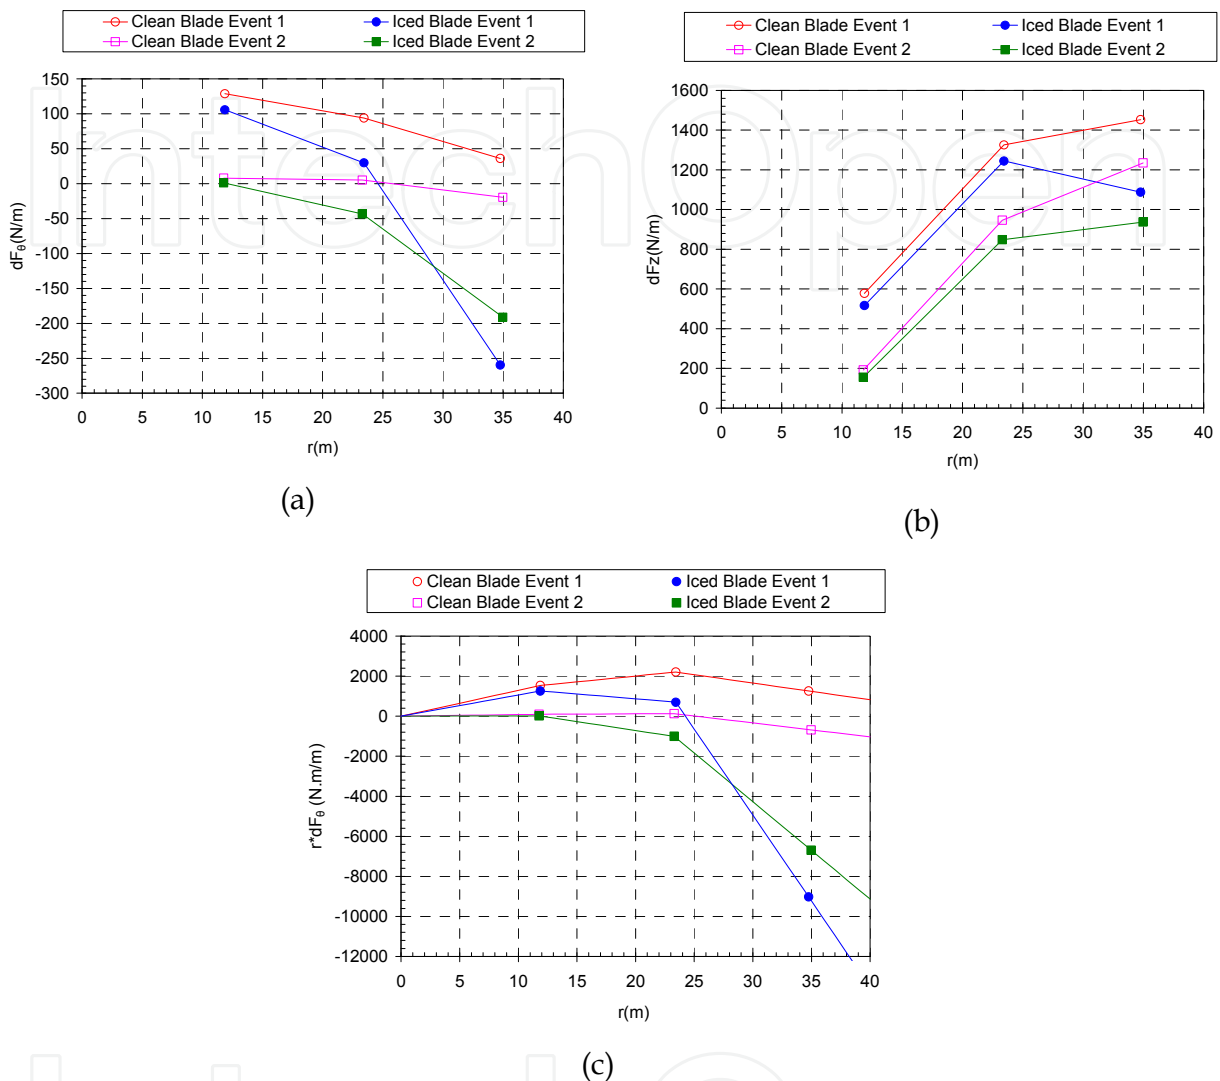 Clean Blade Event 1 Iced Blade Event 1
Clean Blade Event 2 Iced Blade Event 2
150
100
50
0
-50
-100
-150
-200
-250
-300
dFθ(N/m)
0 5 10 15 20 25 30 35 40
r(m)
(a)
Clean Blade Event 1 Iced Blade Event 1
Clean Blade Event 2 Iced Blade Event 2
1600
1400
1200
1000
800
600
400
200
0
dFz(N/m)
0 5 10 15 20 25 30 35 40
r(m)
(b)
Clean Blade Event 1 Iced Blade Event 1
Clean Blade Event 2 Iced Blade Event 2
4000
2000
0
-2000
-4000
-6000
-8000
-10000
-12000
r*dFθ (N.m/m)
0 5 10 15 20 25 30 35 40
r(m)
(c)
IntechOpen